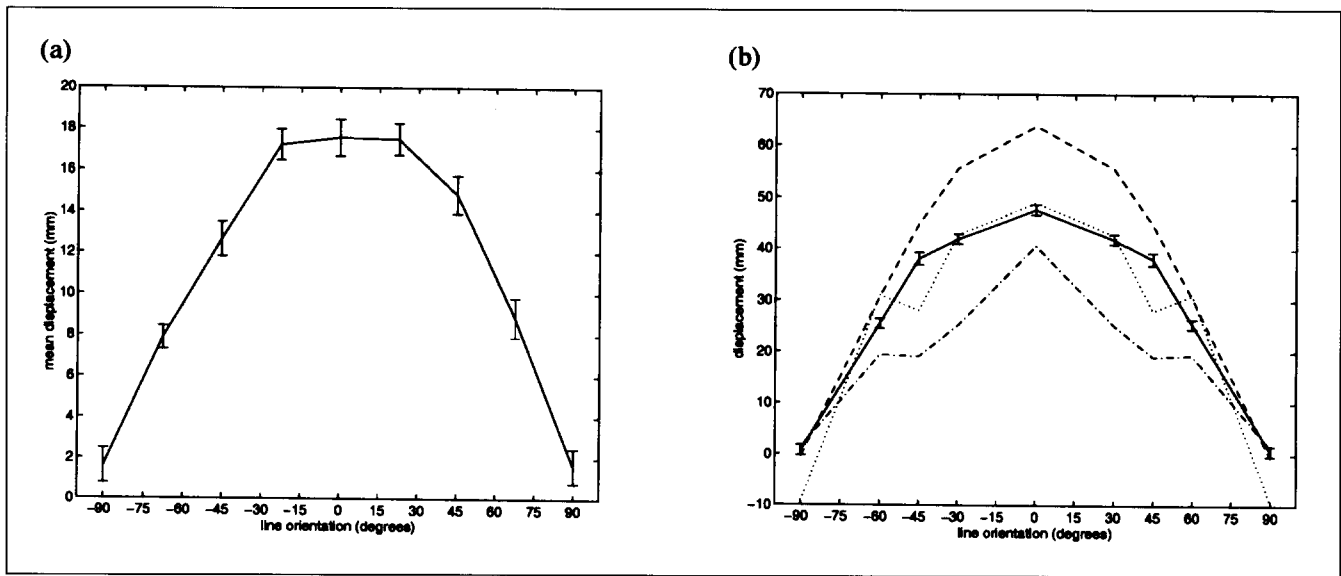 (a)
20
18
16
14
12
10
8
6
4
2
0
mean displacement (mm)
−90 −75 −60 −45 −30 −15 0 15 30 45 60 75 90
line orientation (degrees)
(b)
70
60
50
40
30
20
10
0
−10
displacement (mm)
−90 −75 −60 −45 −30 −15 0 15 30 45 60 75 90
line orientation (degrees)